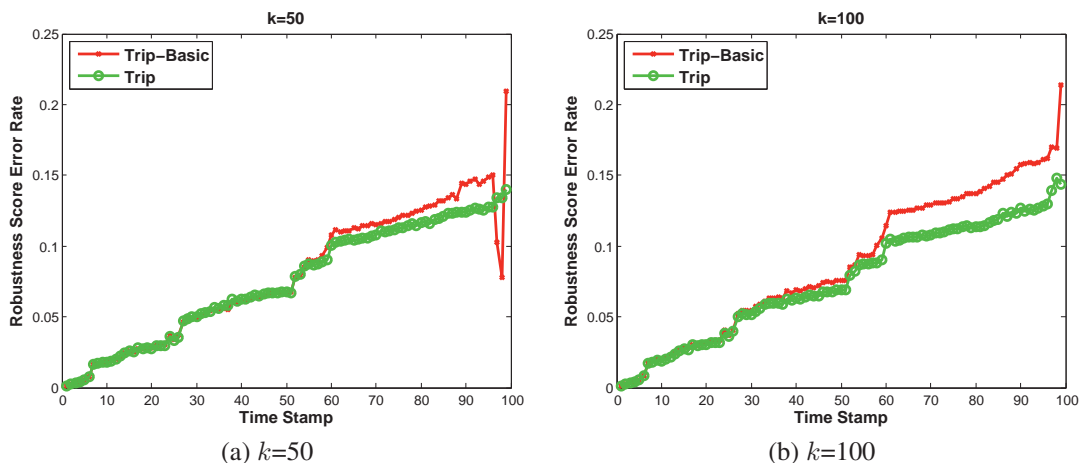 k=50
Robustness Score Error Rate
0.25
0.2
0.15
0.1
0.05
0
Trip−Basic
Trip
0 10 20 30 40 50 60 70 80 90 100
Time Stamp
(a) k=50
k=100
Robustness Score Error Rate
0.25
0.2
0.15
0.1
0.05
0
Trip−Basic
Trip
0 10 20 30 40 50 60 70 80 90 100
Time Stamp
(b) k=100